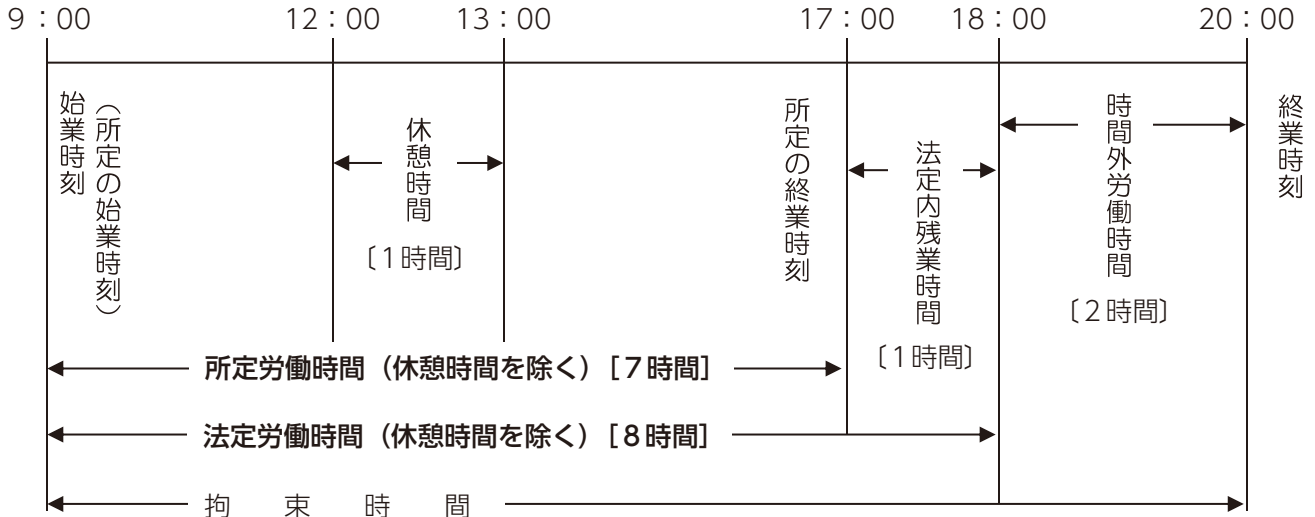 9：00
12：00
13：00
17：00
18：00
20：00
始業時刻
（所定の始業時刻）
休憩時間
〔1時間〕
所定の終業時刻
法定内残業時間
〔1時間〕
時間外労働時間
〔2時間〕
終業時刻
所定労働時間（休憩時間を除く）［7時間］
法定労働時間（休憩時間を除く）［8時間］
拘束時間